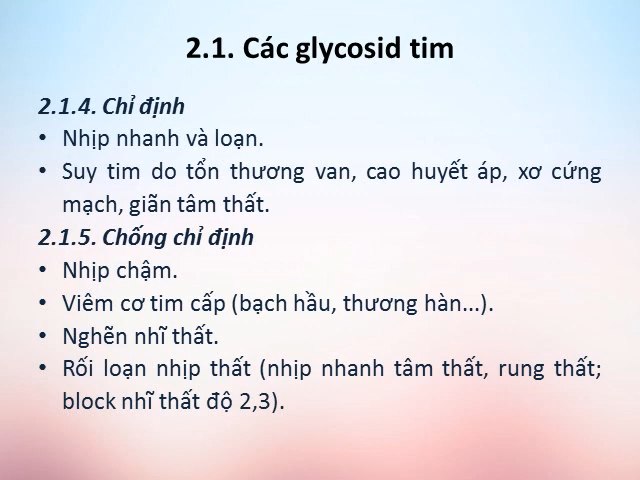 2.1. Các glycosid tim
2.1.4. Chỉ định
• Nhịp nhanh và loạn.
• Suy tim do tổn thương van, cao huyết áp, xơ cứng
mạch, giãn tâm thất.
2.1.5. Chống chỉ định
• Nhịp chậm.
• Viêm cơ tim cấp (bạch hầu, thương hàn...).
• Nghẽn nhĩ thất.
• Rối loạn nhịp thất (nhịp nhanh tâm thất, rung thất;
block nhĩ thất độ 2,3).